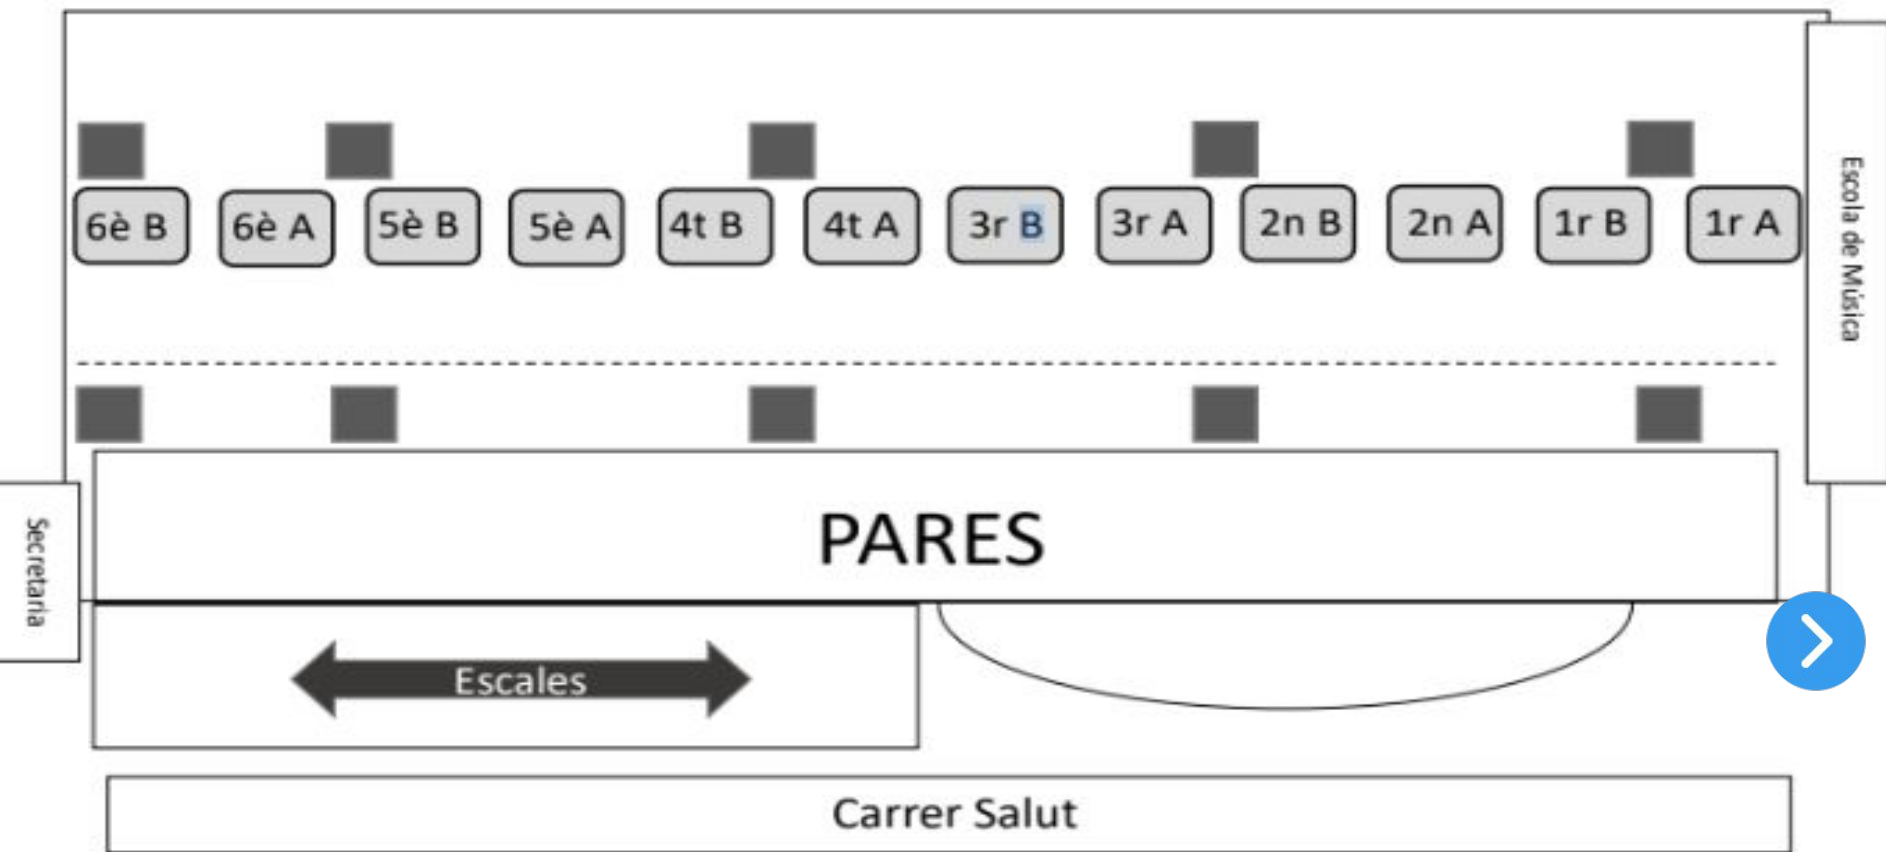 6è B
6è A
5è B
5è A
4t B
4t A
3r B
3r A
2n B
2n A
1r B
1r A
Escola de Música
PARES
Secretaria
Escales
Carrer Salut